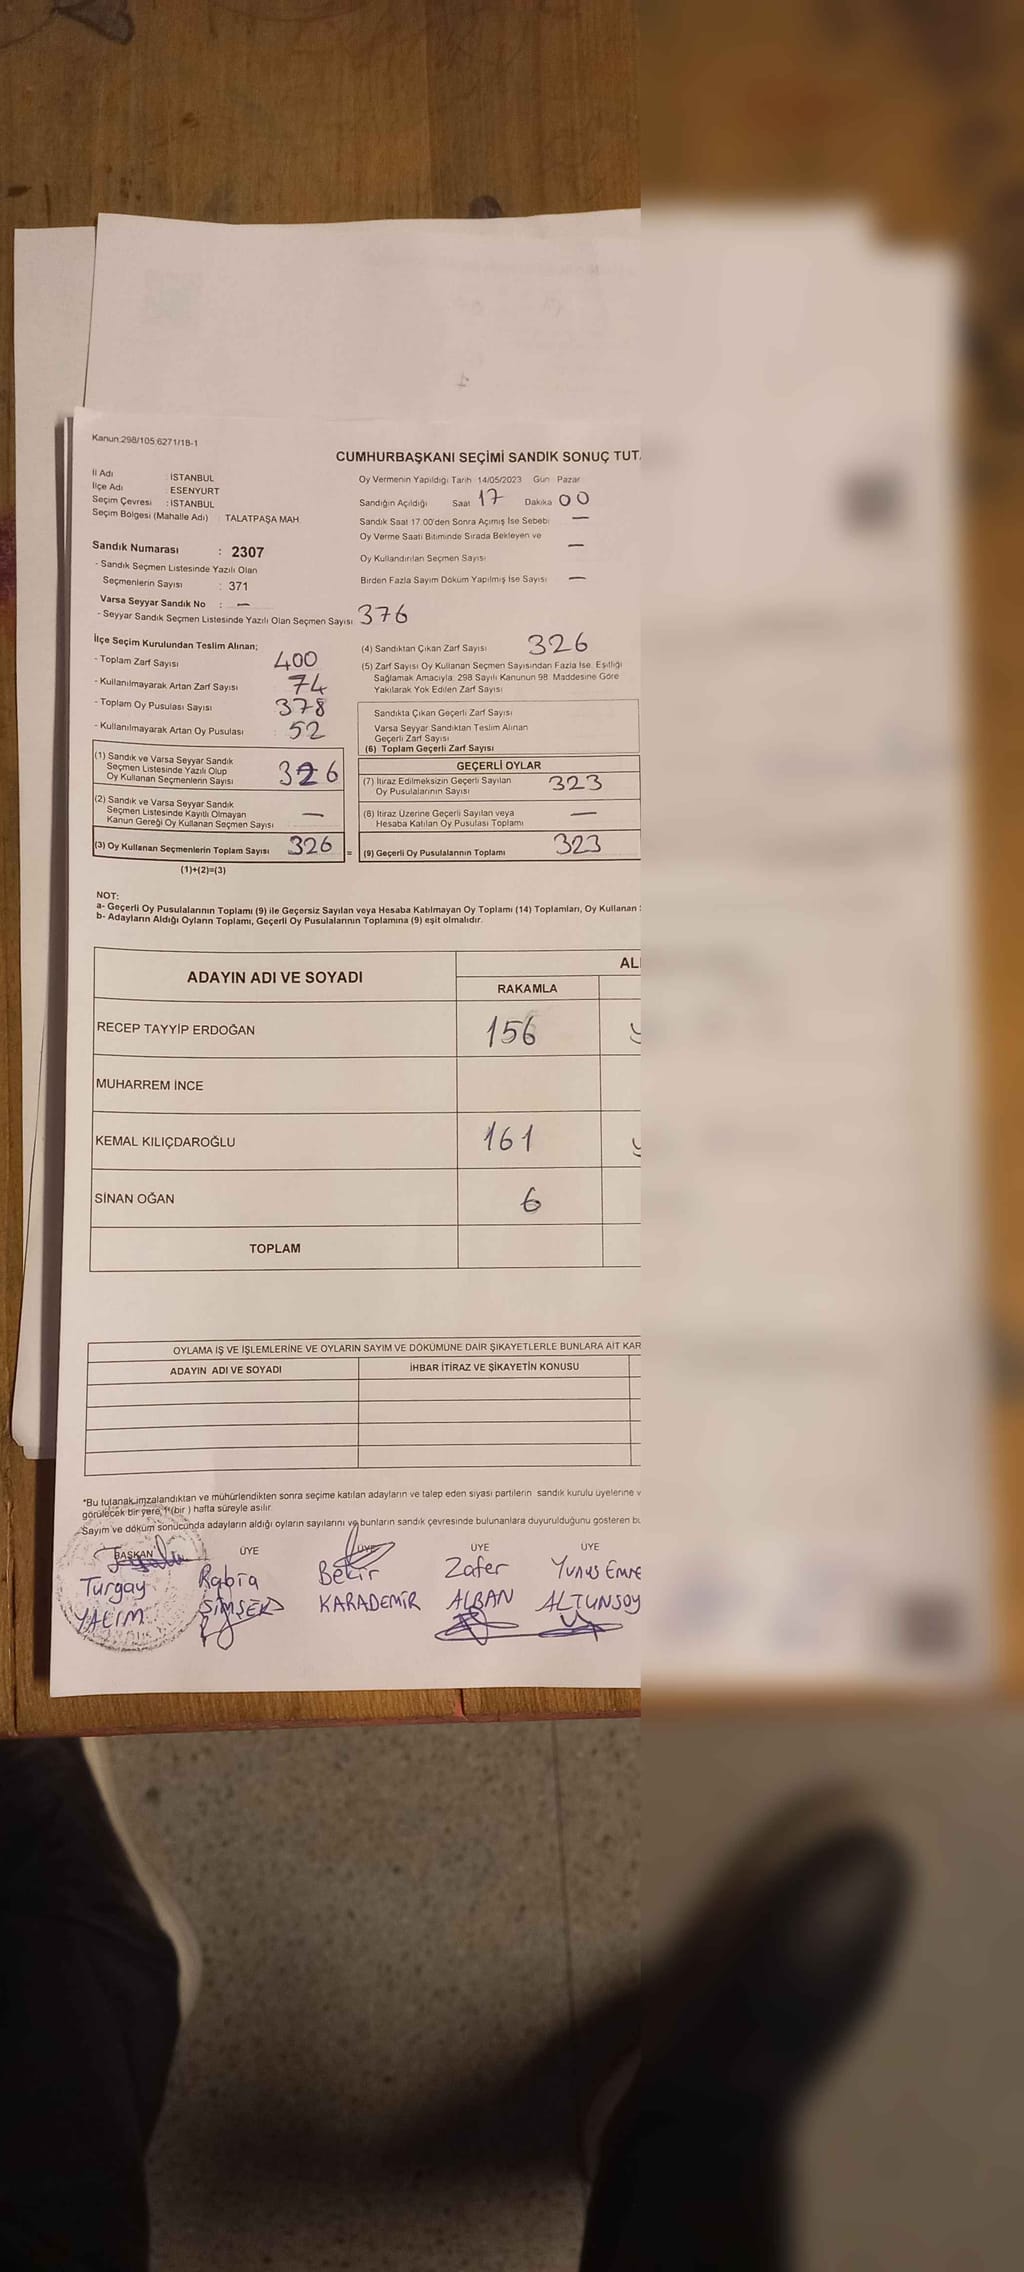 Kanun:298/105;6271/18-1
CUMHURBAŞKANI SEÇİMİ SANDIK SONUÇ TUT
İl Adı : İSTANBUL
İlçe Adı : ESENYURT
Seçim Çevresi : İSTANBUL
Seçim Bölgesi (Mahalle Adı) : TALATPAŞA MAH.
Oy Vermenin Yapıldığı Tarih 14/05/2023 Gün Pazar
Sandığın Açıldığı Saat 17 Dakika 00
Sandık Saat 17.00'den Sonra Açımış İse Sebebi —
Oy Verme Saati Bitiminde Sırada Bekleyen ve
Oy Kullandırılan Seçmen Sayısı —
Birden Fazla Sayım Döküm Yapılmış İse Sayısı —
Sandık Numarası : 2307
- Sandık Seçmen Listesinde Yazılı Olan
Seçmenlerin Sayısı : 371
Varsa Seyyar Sandık No : —
- Seyyar Sandık Seçmen Listesinde Yazılı Olan Seçmen Sayısı 376
İlçe Seçim Kurulundan Teslim Alınan;
- Toplam Zarf Sayısı 400
- Kullanılmayarak Artan Zarf Sayısı 74
- Toplam Oy Pusulası Sayısı 378
- Kullanılmayarak Artan Oy Pusulası : 52
(4) Sandıktan Çıkan Zarf Sayısı 326
(5) Zarf Sayısı Oy Kullanan Seçmen Sayısından Fazla İse, Eşitliği
Sağlamak Amacıyla; 298 Sayılı Kanunun 98. Maddesine Göre
Yakılarak Yok Edilen Zarf Sayısı
Sandıkta Çıkan Geçerli Zarf Sayısı
Varsa Seyyar Sandıktan Teslim Alınan
Geçerli Zarf Sayısı
(6) Toplam Geçerli Zarf Sayısı
(1) Sandık ve Varsa Seyyar Sandık
Seçmen Listesinde Yazılı Olup
Oy Kullanan Seçmenlerin Sayısı 326
(2) Sandık ve Varsa Seyyar Sandık
Seçmen Listesinde Kayıtlı Olmayan
Kanun Gereği Oy Kullanan Seçmen Sayısı —
(3) Oy Kullanan Seçmenlerin Toplam Sayısı 326 =
(1)+(2)=(3)
GEÇERLİ OYLAR
(7) İtiraz Edilmeksizin Geçerli Sayılan
Oy Pusulalarının Sayısı 323
(8) İtiraz Üzerine Geçerli Sayılan veya
Hesaba Katılan Oy Pusulası Toplamı —
(9) Geçerli Oy Pusulalarının Toplamı 323
NOT:
a- Geçerli Oy Pusulalarının Toplamı (9) ile Geçersiz Sayılan veya Hesaba Katılmayan Oy Toplamı (14) Toplamları, Oy Kullanan
b- Adayların Aldığı Oyların Toplamı, Geçerli Oy Pusulalarının Toplamına (9) eşit olmalıdır.
ADAYIN ADI VE SOYADI
AL
RAKAMLA
RECEP TAYYİP ERDOĞAN 156
MUHARREM İNCE
KEMAL KILIÇDAROĞLU 161
SİNAN OĞAN 6
TOPLAM
OYLAMA İŞ VE İŞLEMLERİNE VE OYLARIN SAYIM VE DÖKÜMÜNE DAİR ŞİKAYETLERLE BUNLARA AİT KAR
ADAYIN ADI VE SOYADI İHBAR İTİRAZ VE ŞİKAYETİN KONUSU
*Bu tutanak imzalandıktan ve mühürlendikten sonra seçime katılan adayların ve talep eden siyasi partilerin sandık kurulu üyelerine v
görülecek bir yere, 1 (bir ) hafta süreyle asılır.
Sayım ve döküm sonucunda adayların aldığı oyların sayılarını ve bunların sandık çevresinde bulunanlara duyurulduğunu gösteren bu
BAŞKAN ÜYE ÜYE ÜYE ÜYE
Turgay Rabia Bekir Zafer Yunus Emre
YALIM ŞİMŞEK KARADEMİR ALBAN ALTUNSOY